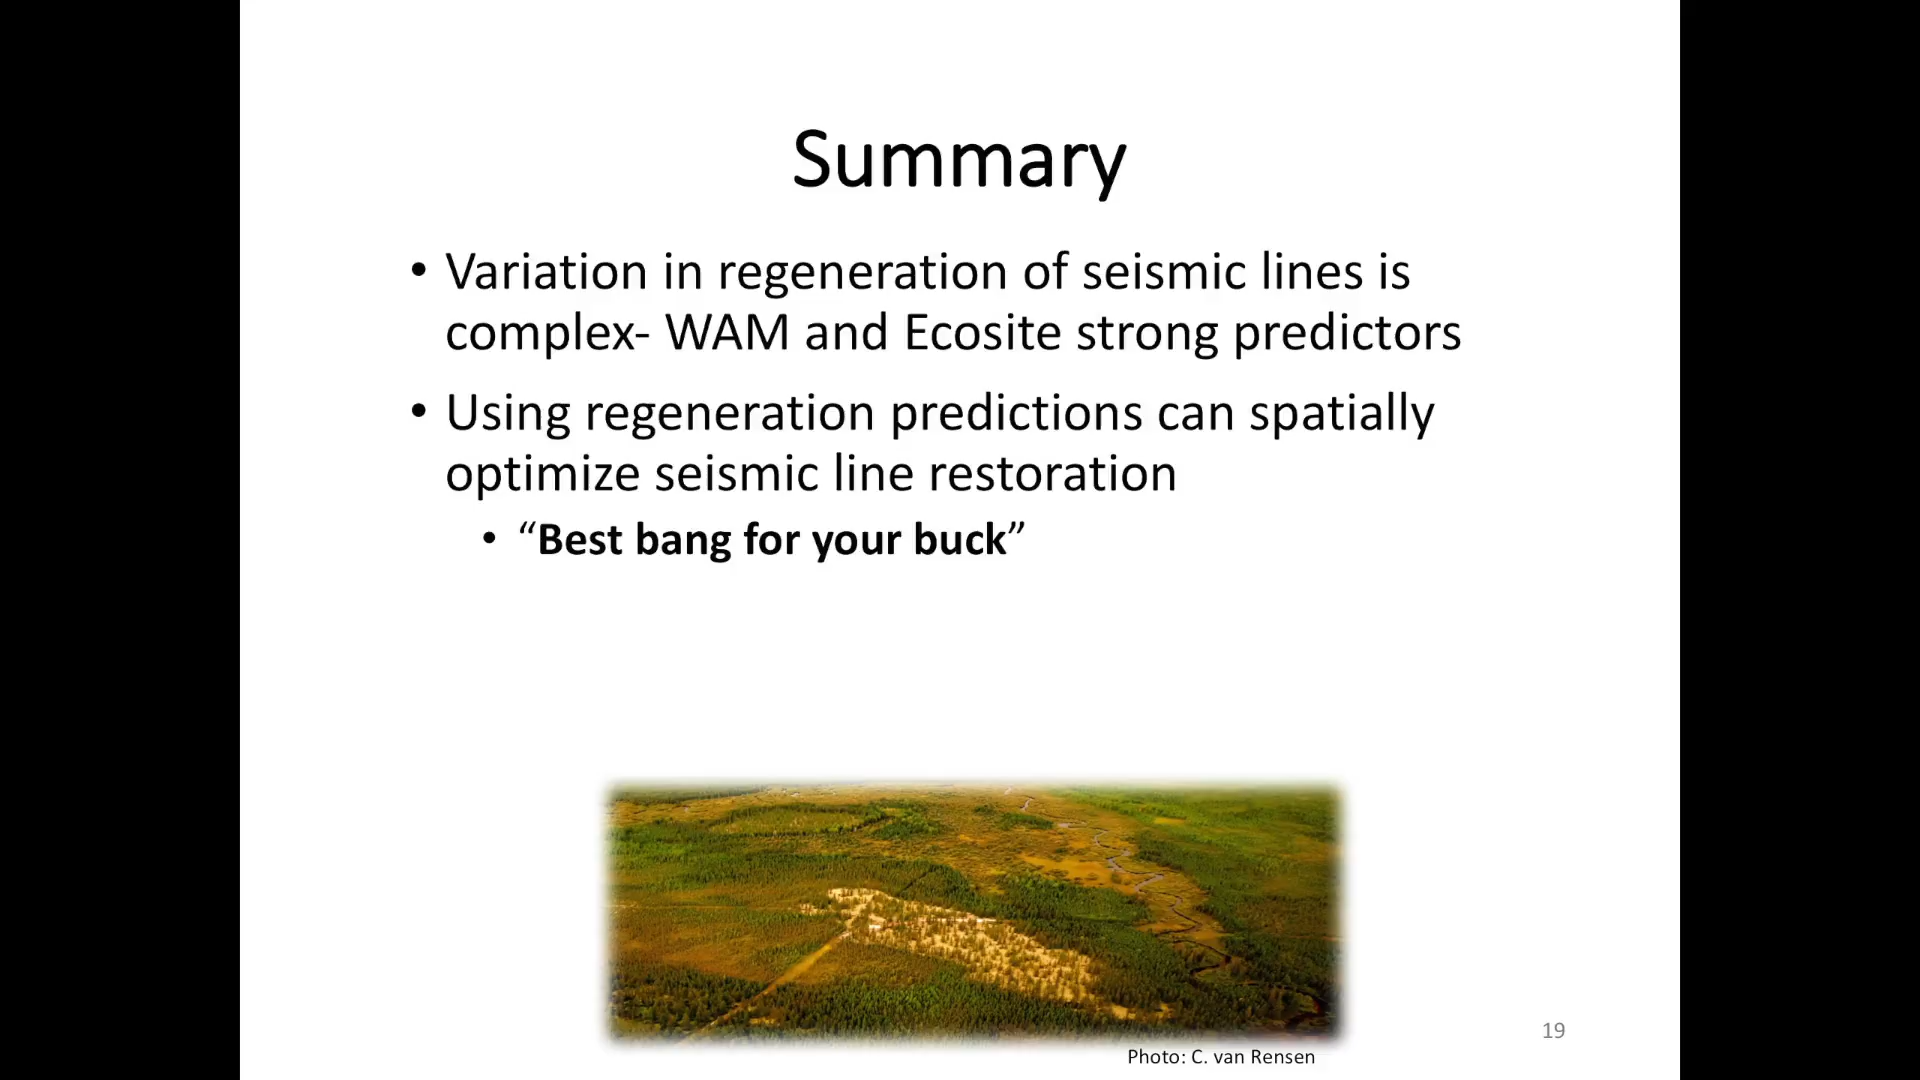 Summary
• Variation in regeneration of seismic lines is
complex- WAM and Ecosite strong predictors
• Using regeneration predictions can spatially
optimize seismic line restoration
• “Best bang for your buck”
19
Photo: C. van Rensen